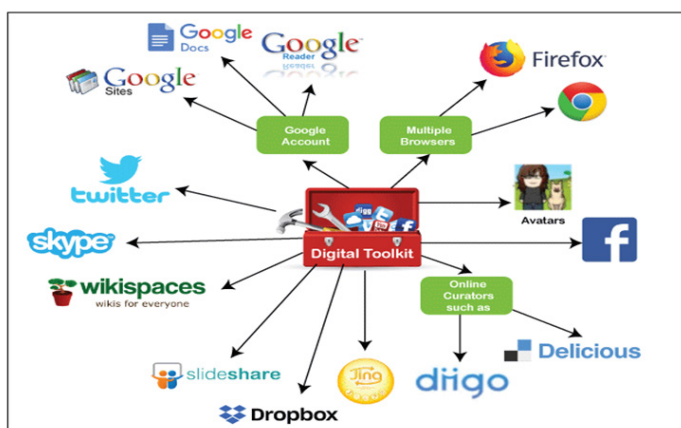 Google
Docs
Google™
Reader
Google
Sites
Firefox
Google
Account
Multiple
Browsers
twitter
Avatars
skype
Digital Toolkit
f
wikispaces
wikis for everyone
Online
Curators
such as
slideshare
Jing
diigo
Delicious
Dropbox